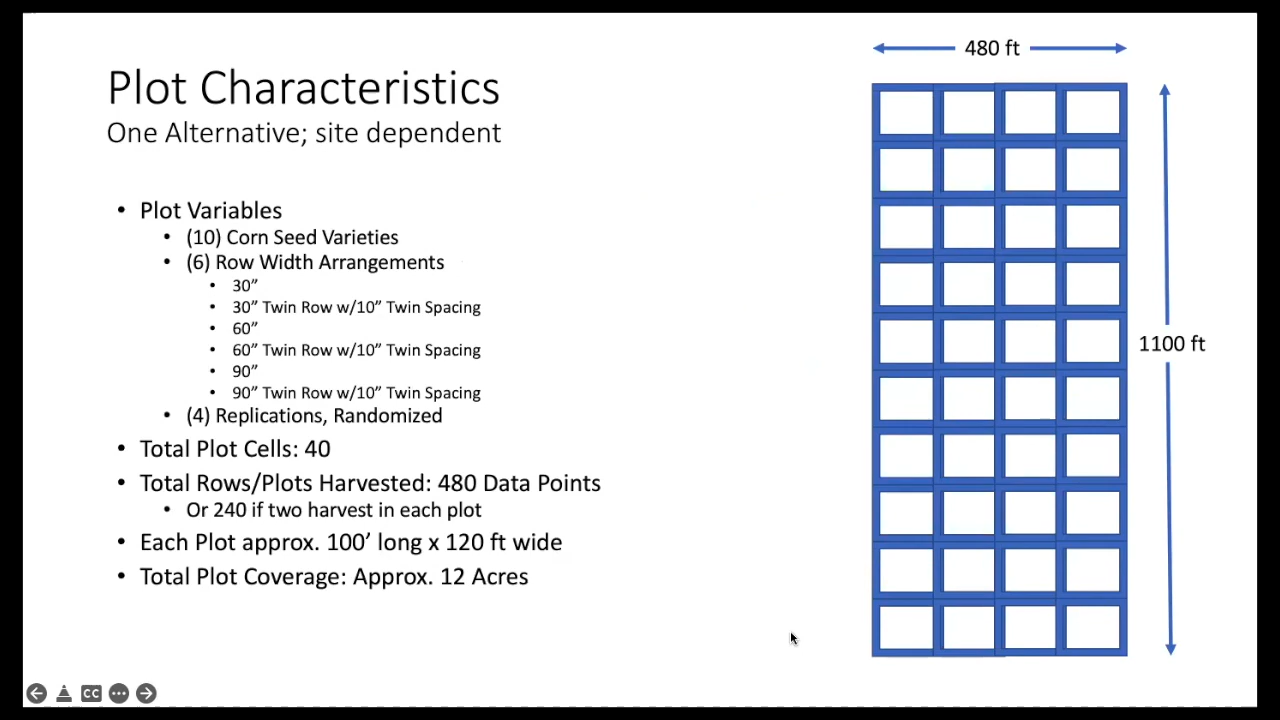 480 ft
Plot Characteristics
One Alternative; site dependent
• Plot Variables
• (10) Corn Seed Varieties
• (6) Row Width Arrangements
• 30”
• 30” Twin Row w/10” Twin Spacing
• 60”
• 60” Twin Row w/10” Twin Spacing
• 90”
• 90” Twin Row w/10” Twin Spacing
• (4) Replications, Randomized
• Total Plot Cells: 40
• Total Rows/Plots Harvested: 480 Data Points
• Or 240 if two harvest in each plot
• Each Plot approx. 100’ long x 120 ft wide
• Total Plot Coverage: Approx. 12 Acres
1100 ft
CC